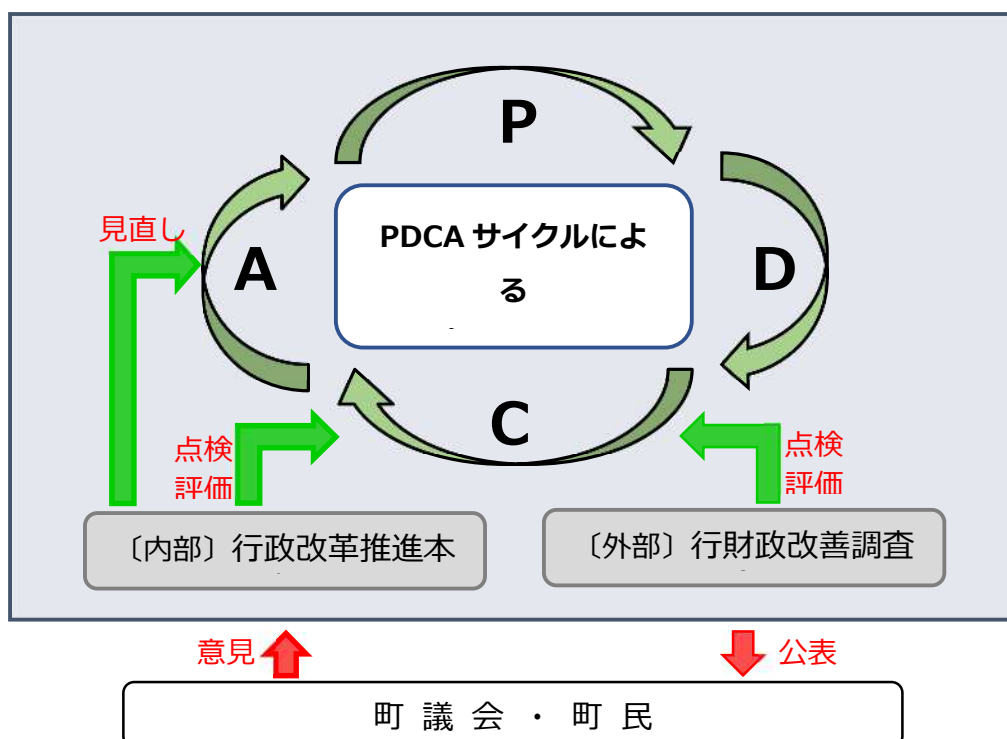 P
PDCA サイクルによ
る
見直し
A
D
C
点検
評価
点検
評価
〔内部〕行政改革推進本
〔外部〕行財政改善調査
意見
公表
町 議 会 ・ 町 民